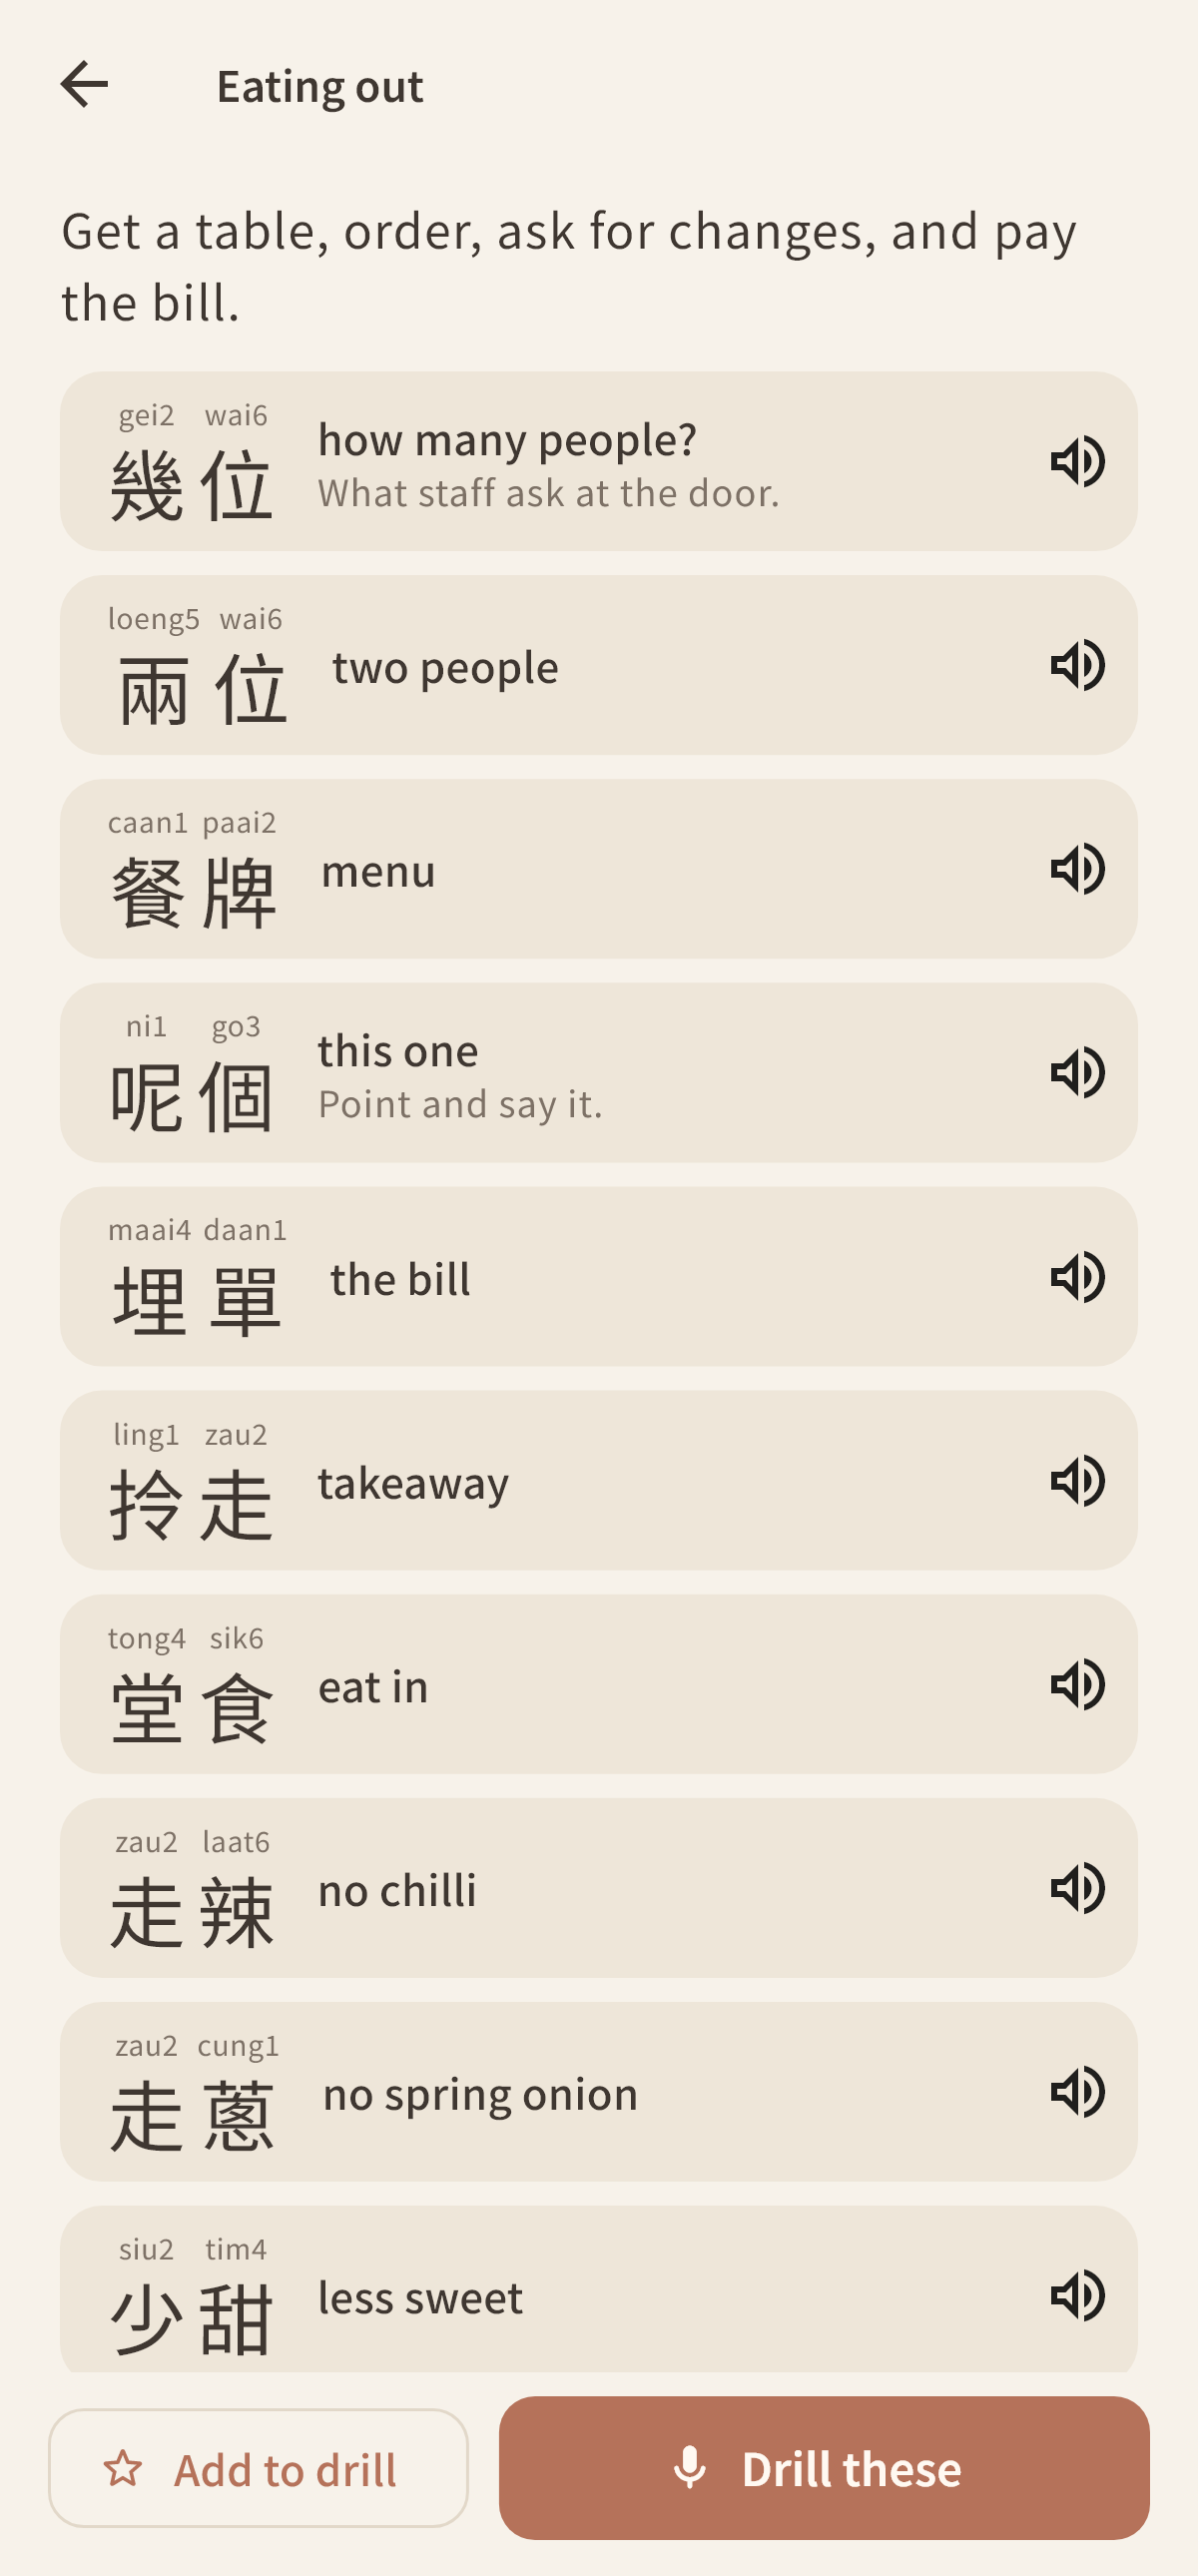 Eating out
Get a table, order, ask for changes, and pay
the bill.
gei2 wai6
幾位
how many people?
What staff ask at the door.
loeng5 wai6
兩位
two people
caan1 paai2
餐牌
menu
ni1 go3
呢個
this one
Point and say it.
maai4 daan1
埋單
the bill
ling1 zau2
拎走
takeaway
tong4 sik6
堂食
eat in
zau2 laat6
走辣
no chilli
zau2 cung1
走蔥
no spring onion
siu2 tim4
少甜
less sweet
Add to drill
Drill these